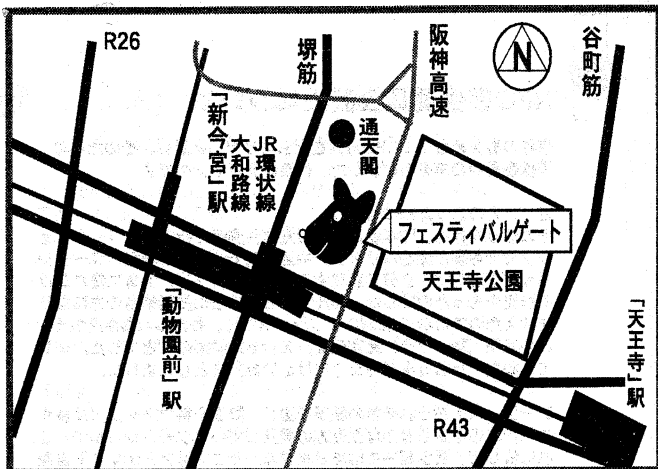 R26
堺筋
阪神高速
N
谷町筋
「新今宮」駅
JR
環状線
大和路線
通天閣
フェスティバルゲート
天王寺公園
「動物園前」駅
「天王寺」駅
R43